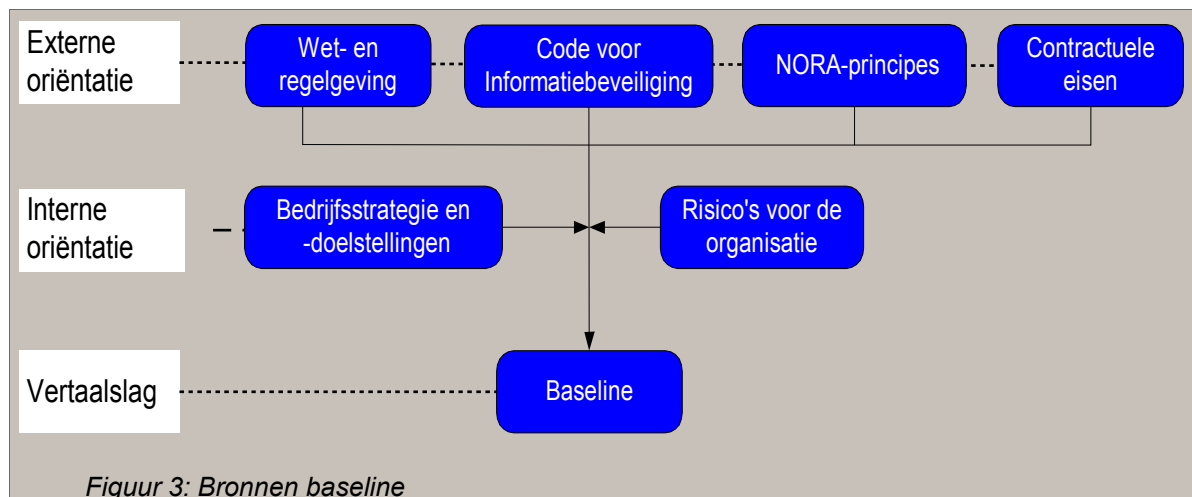 Externe
oriëntatie
Wet- en
regelgeving
Code voor
Informatiebeveiliging
NORA-principes
Contractuele
eisen
Interne
oriëntatie
Bedrijfsstrategie en
-doelstellingen
Risico's voor de
organisatie
Vertaalslag
Baseline
Figuur 3: Bronnen baseline